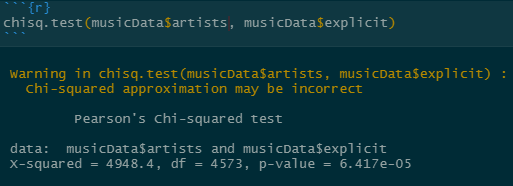 ```{r}
chisq.test(musicData$artists, musicData$explicit)
```
Warning in chisq.test(musicData$artists, musicData$explicit) :
Chi-squared approximation may be incorrect
Pearson's Chi-squared test
data: musicData$artists and musicData$explicit
X-squared = 4948.4, df = 4573, p-value = 6.417e-05